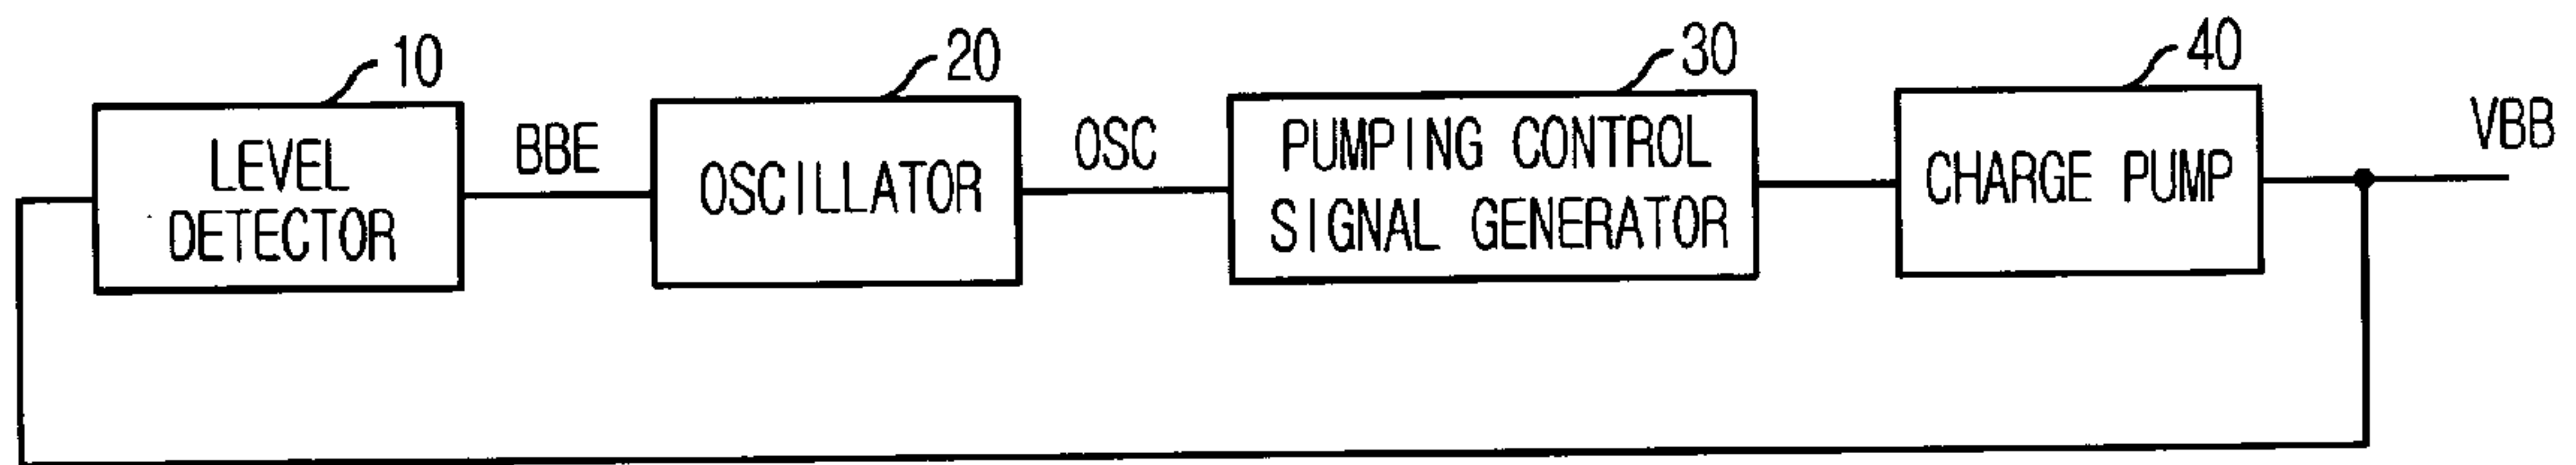 10
20
30
40
LEVEL
DETECTOR
BBE
OSCILLATOR
OSC
PUMPING CONTROL
SIGNAL GENERATOR
CHARGE PUMP
VBB